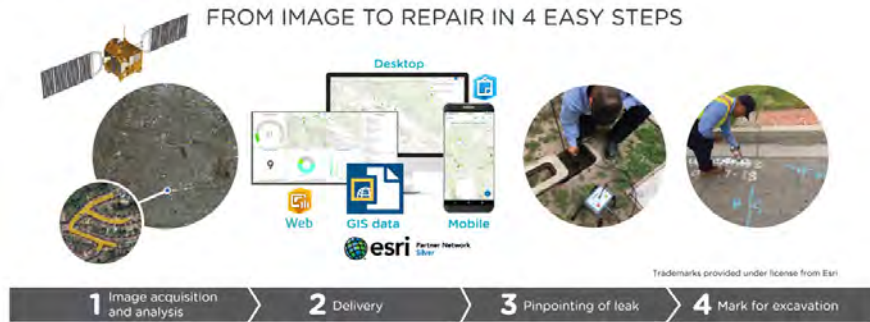 FROM IMAGE TO REPAIR IN 4 EASY STEPS
Desktop
Web
GIS data
Mobile
esri Partner Network
Silver
Trademarks provided under license from Esri
1 Image acquisition
and analysis
2 Delivery
3 Pinpointing of leak
4 Mark for excavation